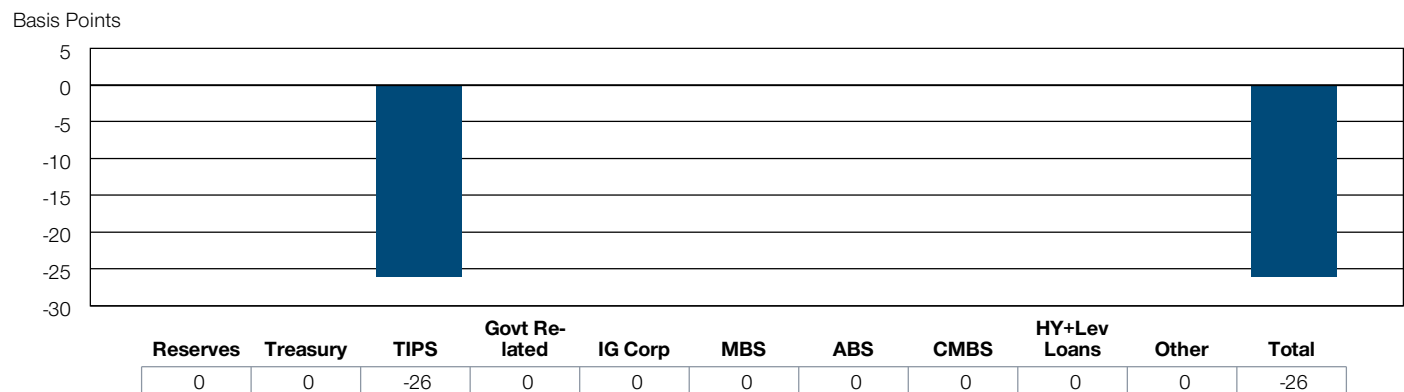 Basis Points
5
0
-5
-10
-15
-20
-25
-30
Reserves Treasury TIPS Govt Re-
lated IG Corp MBS ABS CMBS HY+Lev
Loans Other Total
0 0 -26 0 0 0 0 0 0 0 -26